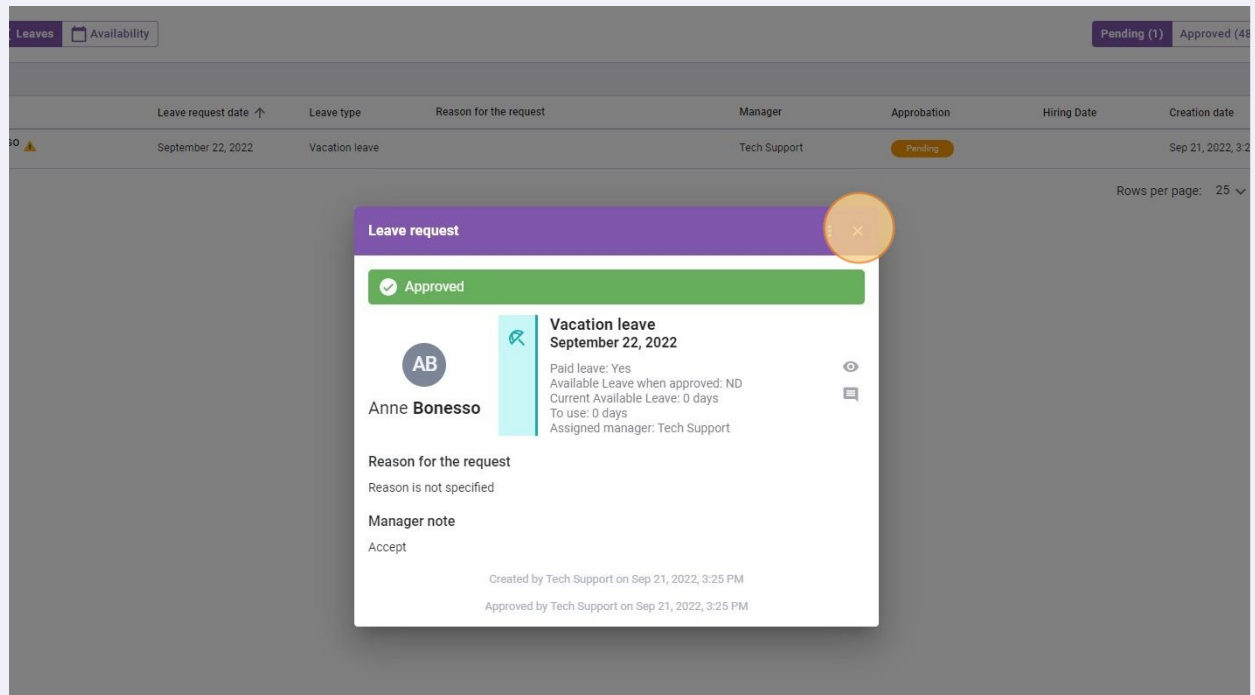 Leaves Availability Pending (1) Approved (48
Leave request date Leave type Reason for the request Manager Approbation Hiring Date Creation date
so September 22, 2022 Vacation leave Tech Support Pending Sep 21, 2022, 3:2
Rows per page: 25
Leave request
Approved
Vacation leave
September 22, 2022
AB
Anne Bonesso
Paid leave: Yes
Available Leave when approved: ND
Current Available Leave: 0 days
To use: 0 days
Assigned manager: Tech Support
Reason for the request
Reason is not specified
Manager note
Accept
Created by Tech Support on Sep 21, 2022, 3:25 PM
Approved by Tech Support on Sep 21, 2022, 3:25 PM